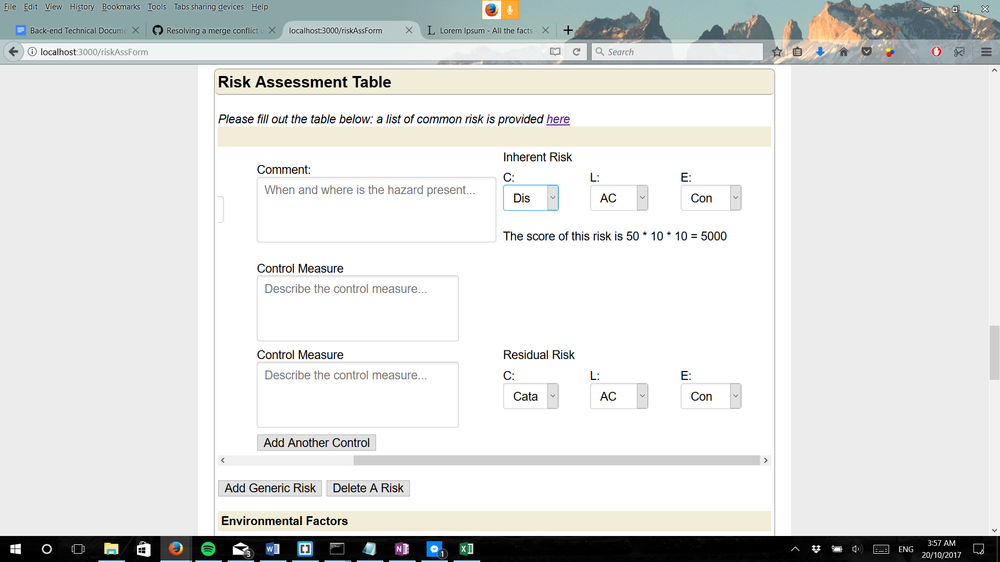 File Edit View History Bookmarks Tools Tabs sharing devices Help
Back-end Technical Docume
Resolving a merge conflict u
localhost:3000/riskAssForm
Lorem Ipsum - All the facts -
localhost:3000/riskAssForm
Search
Risk Assessment Table
Please fill out the table below: a list of common risk is provided here
Inherent Risk
Comment:
C: L: E:
When and where is the hazard present...
Dis AC Con
The score of this risk is 50 * 10 * 10 = 5000
Control Measure
Describe the control measure...
Control Measure
Residual Risk
Describe the control measure...
C: L: E:
Cata AC Con
Add Another Control
Add Generic Risk
Delete A Risk
Environmental Factors
3
1
ENG
3:57 AM
20/10/2017